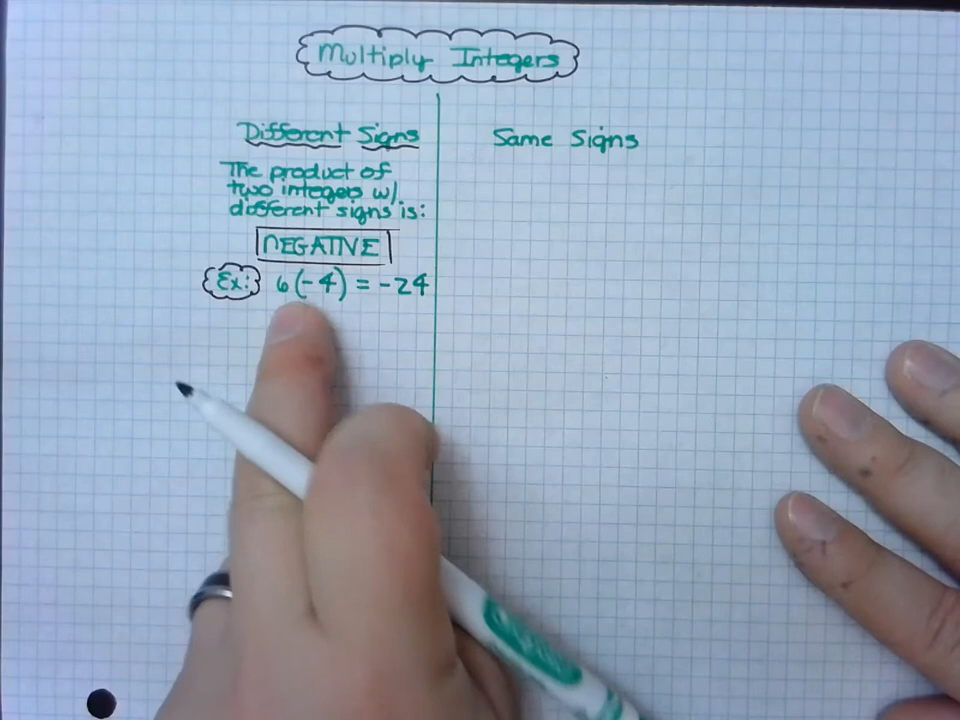 Multiply Integers
Different Signs
The product of
two integers w/
different signs is:
NEGATIVE
Ex: 6(-4) = -24
Same Signs